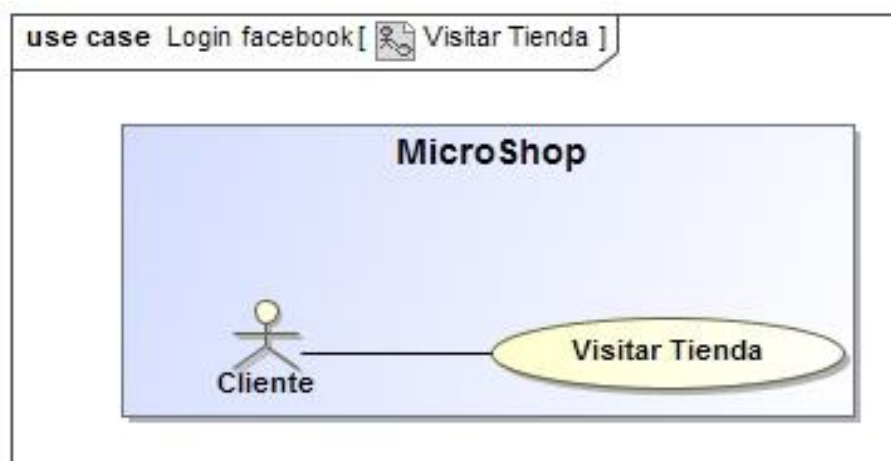 use case Login facebook[ Visitar Tienda ]
MicroShop
Cliente
Visitar Tienda